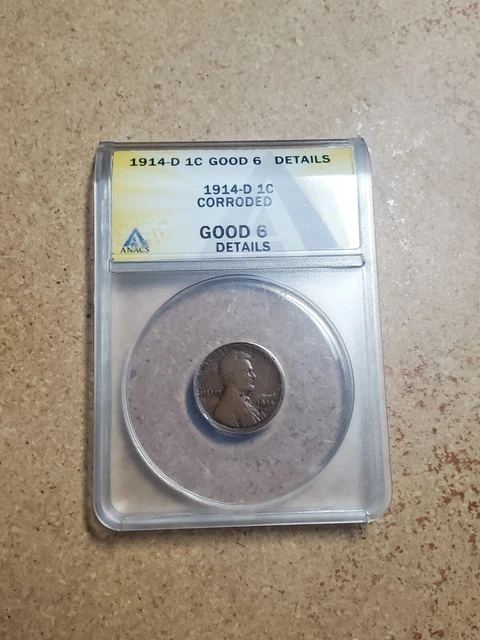 1914-D 1C GOOD 6 DETAILS
1914-D 1C
CORRODED
GOOD 6
DETAILS
ANACS
LIBERTY
1914